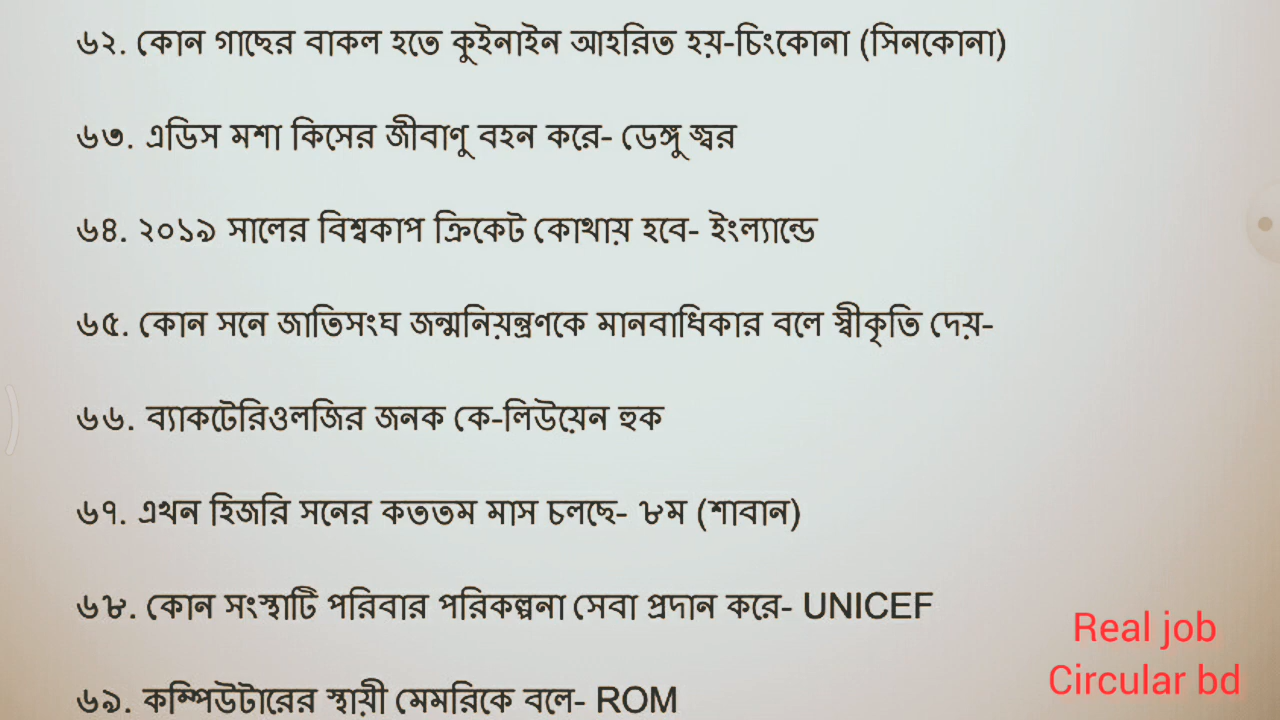 ৬২. কোন গাছের বাকল হতে কুইনাইন আহরিত হয়-চিংকোনা (সিনকোনা)
৬৩. এডিস মশা কিসের জীবাণু বহন করে- ডেঙ্গু জ্বর
৬৪. ২০১৯ সালের বিশ্বকাপ ক্রিকেট কোথায় হবে- ইংল্যান্ডে
৬৫. কোন সনে জাতিসংঘ জন্মনিয়ন্ত্রণকে মানবাধিকার বলে স্বীকৃতি দেয়-
৬৬. ব্যাকটেরিওলজির জনক কে-লিউয়েন হুক
৬৭. এখন হিজরি সনের কততম মাস চলছে- ৮ম (শাবান)
৬৮. কোন সংস্থাটি পরিবার পরিকল্পনা সেবা প্রদান করে- UNICEF
৬৯. কম্পিউটারের স্থায়ী মেমরিকে বলে- ROM
Real job
Circular bd